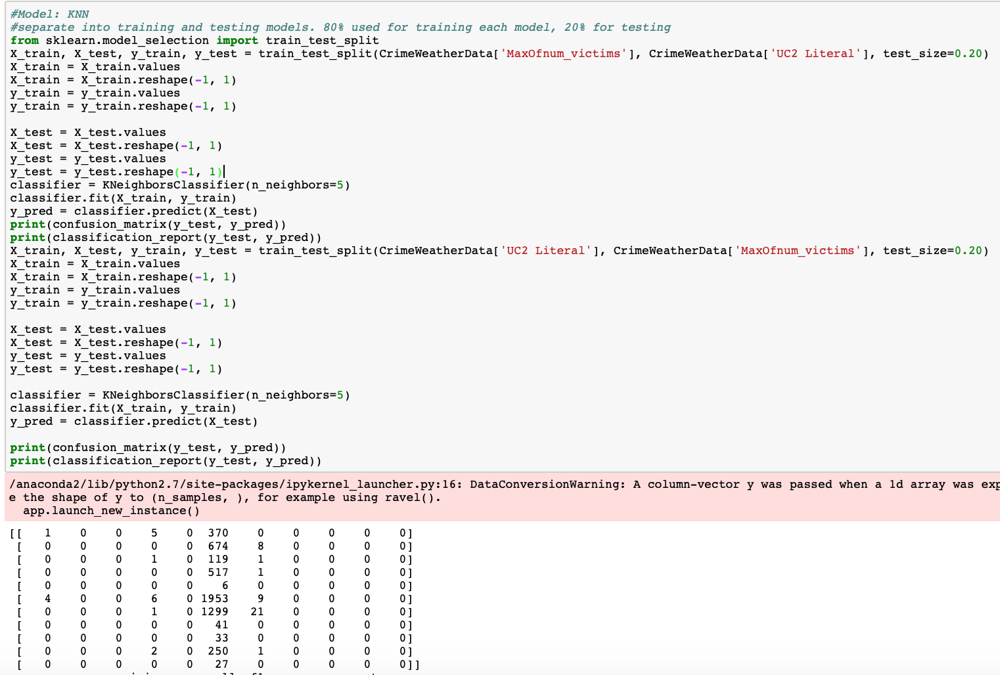 #Model: KNN
#separate into training and testing models. 80% used for training each model, 20% for testing
from sklearn.model_selection import train_test_split
X_train, X_test, y_train, y_test = train_test_split(CrimeWeatherData['MaxOfnum_victims'], CrimeWeatherData['UC2 Literal'], test_size=0.20)
X_train = X_train.values
X_train = X_train.reshape(-1, 1)
y_train = y_train.values
y_train = y_train.reshape(-1, 1)
X_test = X_test.values
X_test = X_test.reshape(-1, 1)
y_test = y_test.values
y_test = y_test.reshape(-1, 1)
classifier = KNeighborsClassifier(n_neighbors=5)
classifier.fit(X_train, y_train)
y_pred = classifier.predict(X_test)
print(confusion_matrix(y_test, y_pred))
print(classification_report(y_test, y_pred))
X_train, X_test, y_train, y_test = train_test_split(CrimeWeatherData['UC2 Literal'], CrimeWeatherData['MaxOfnum_victims'], test_size=0.20)
X_train = X_train.values
X_train = X_train.reshape(-1, 1)
y_train = y_train.values
y_train = y_train.reshape(-1, 1)
X_test = X_test.values
X_test = X_test.reshape(-1, 1)
y_test = y_test.values
y_test = y_test.reshape(-1, 1)
classifier = KNeighborsClassifier(n_neighbors=5)
classifier.fit(X_train, y_train)
y_pred = classifier.predict(X_test)
print(confusion_matrix(y_test, y_pred))
print(classification_report(y_test, y_pred))
/anaconda2/lib/python2.7/site-packages/ipykernel_launcher.py:16: DataConversionWarning: A column-vector y was passed when a 1d array was exp
e the shape of y to (n_samples, ), for example using ravel().
app.launch_new_instance()
[[ 1 0 0 5 0 370 0 0 0 0 0]
[ 0 0 0 0 0 674 8 0 0 0 0]
[ 0 0 0 1 0 119 1 0 0 0 0]
[ 0 0 0 0 0 517 1 0 0 0 0]
[ 0 0 0 0 0 6 0 0 0 0 0]
[ 4 0 0 6 0 1953 9 0 0 0 0]
[ 0 0 0 1 0 1299 21 0 0 0 0]
[ 0 0 0 0 0 41 0 0 0 0 0]
[ 0 0 0 0 0 33 0 0 0 0 0]
[ 0 0 0 2 0 250 1 0 0 0 0]
[ 0 0 0 0 0 27 0 0 0 0 0]]